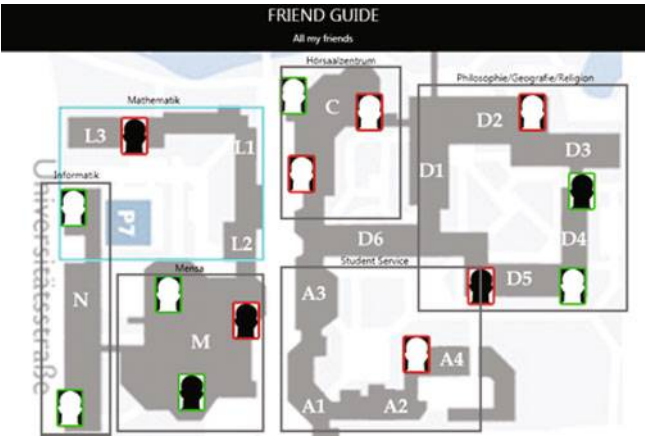 FRIEND GUIDE
All my friends
Hörsaalzentrum
Philosophie/Geografie/Religion
Mathematik
C
D2
L3
L1
D3
D1
Informatik
P7
L2
D6
D4
Mensa
Student Service
D5
N
A3
M
A4
A1
A2
Universitätsstraße